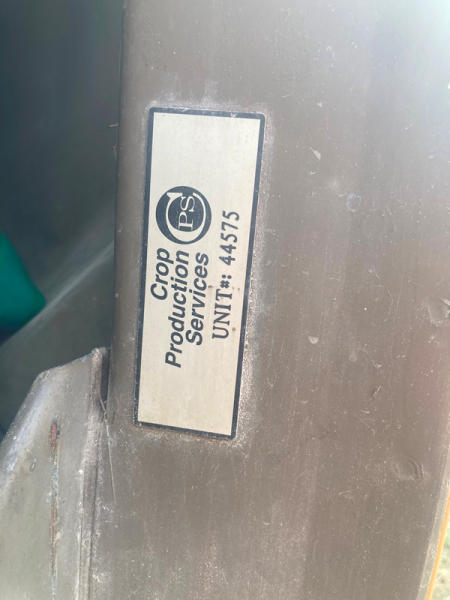 CPS
Crop
Production
Services
UNIT#: 44575